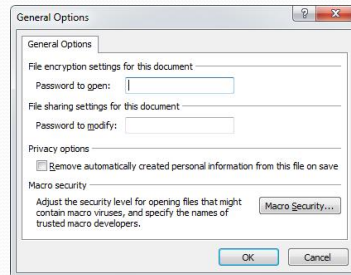 General Options
General Options
File encryption settings for this document
Password to open:
File sharing settings for this document
Password to modify:
Privacy options
Remove automatically created personal information from this file on save
Macro security
Adjust the security level for opening files that might
contain macro viruses, and specify the names of
trusted macro developers.
Macro Security...
OK
Cancel